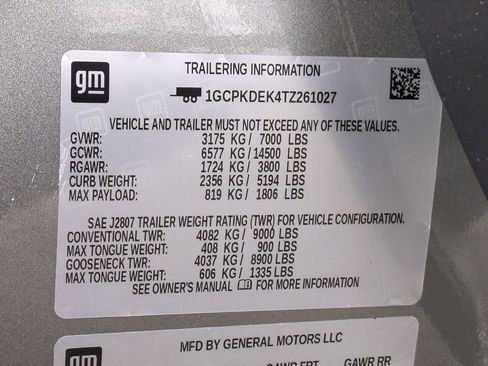 gm
TRAILERING INFORMATION
1GCPKDEK4TZ261027
VEHICLE AND TRAILER MUST NOT EXCEED ANY OF THESE VALUES.
GVWR: 3175 KG / 7000 LBS
GCWR: 6577 KG / 14500 LBS
RGAWR: 1724 KG / 3800 LBS
CURB WEIGHT: 2356 KG / 5194 LBS
MAX PAYLOAD: 819 KG / 1806 LBS
SAE J2807 TRAILER WEIGHT RATING (TWR) FOR VEHICLE CONFIGURATION.
CONVENTIONAL TWR: 4082 KG / 9000 LBS
MAX TONGUE WEIGHT: 408 KG / 900 LBS
GOOSENECK TWR: 4037 KG / 8900 LBS
MAX TONGUE WEIGHT: 606 KG / 1335 LBS
SEE OWNER'S MANUAL FOR MORE INFORMATION
gm
MFD BY GENERAL MOTORS LLC
GAWR FRT GAWR RR